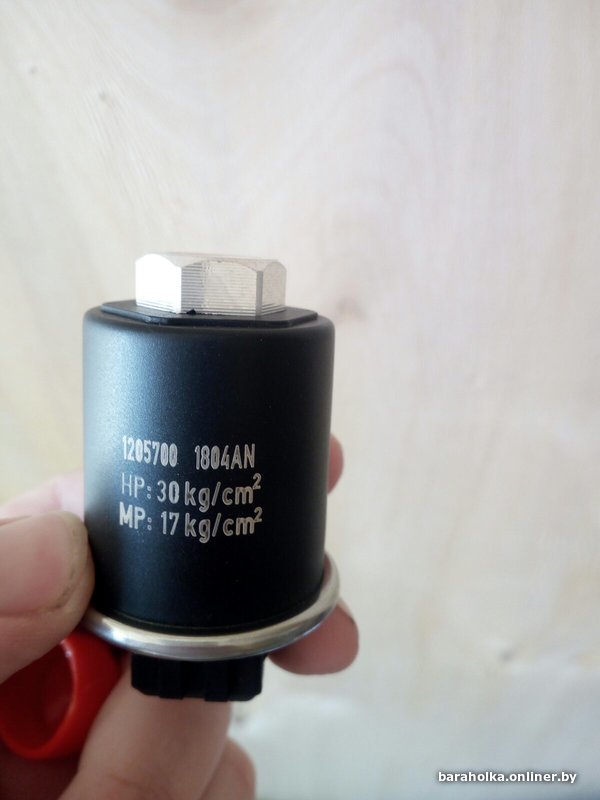 1205700 1804AN
HP: 30 kg/cm²
MP: 17 kg/cm²
baraholka.onliner.by